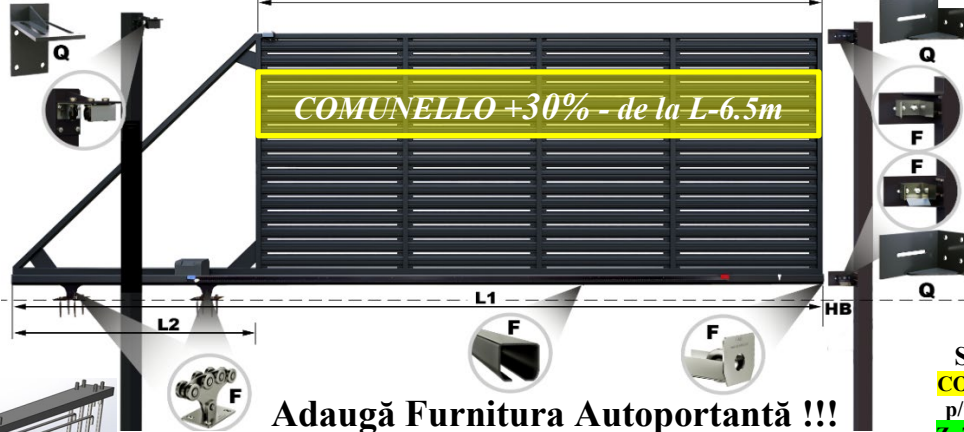 Q
Q
COMUNELLO +30% - de la L-6.5m
F
F
L1
Q
HB
L2
F
F
F
Adaugă Furnitura Autoportantă !!!